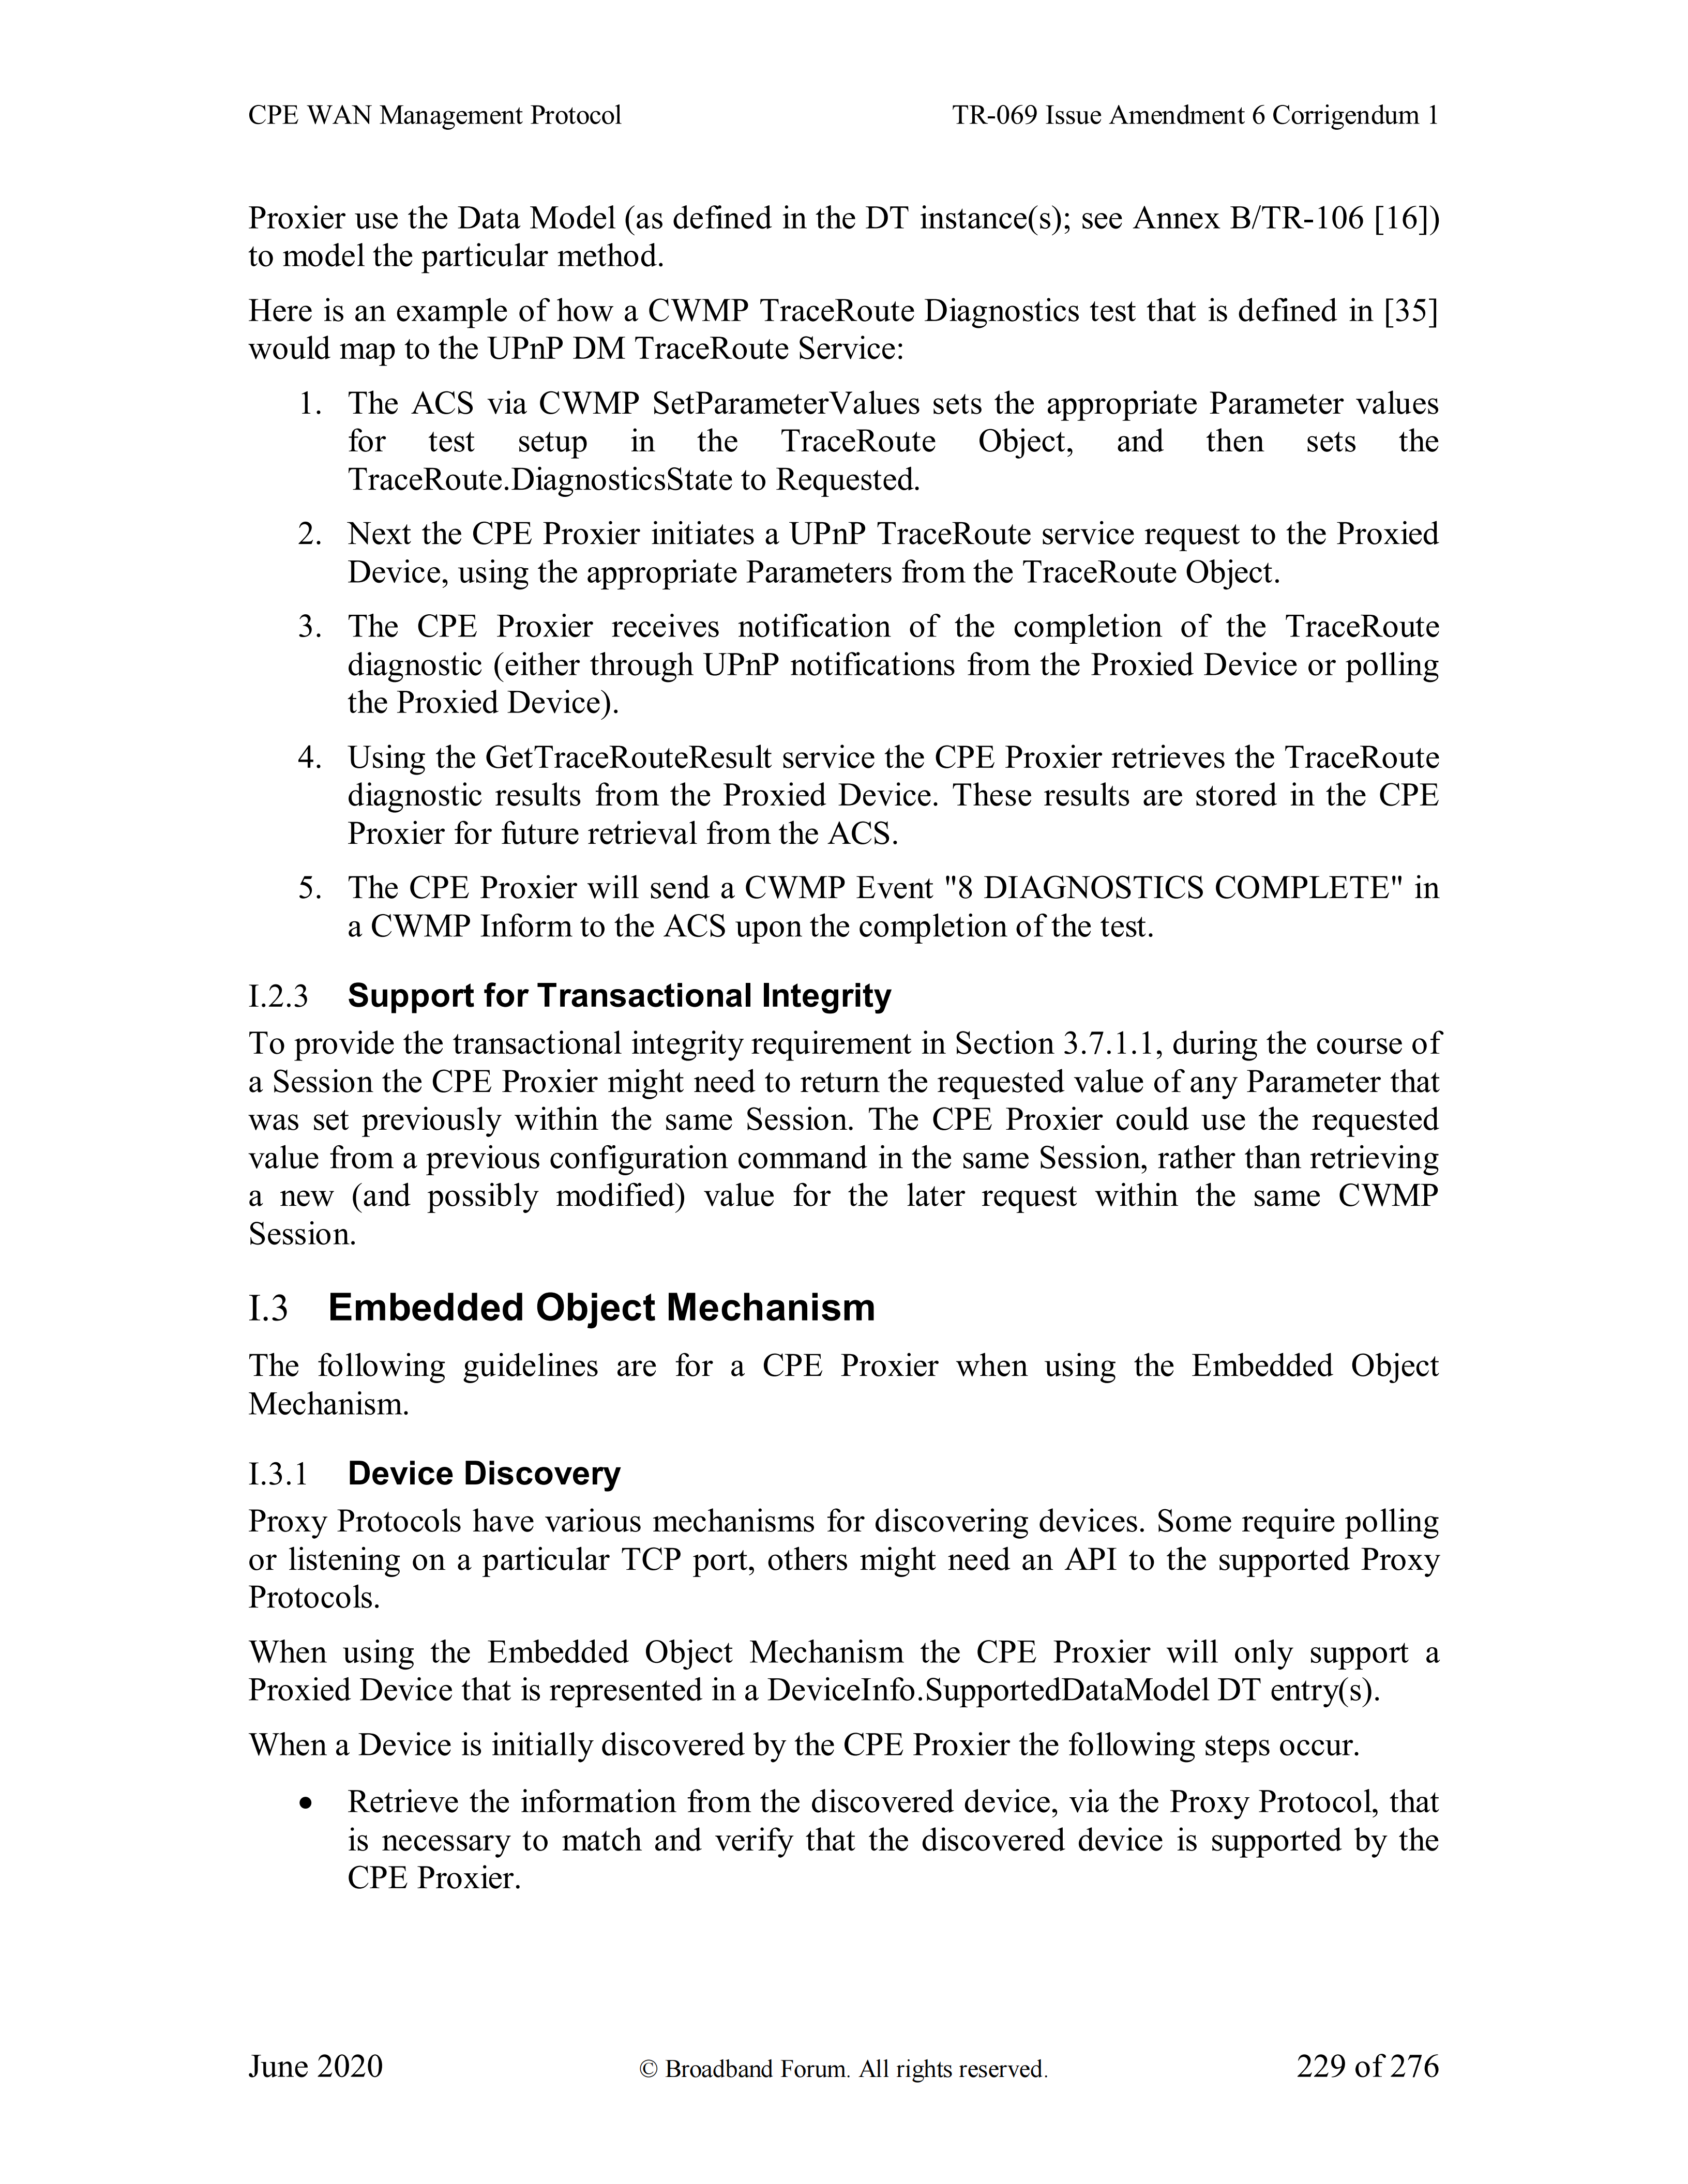 CPE WAN Management Protocol TR-069 Issue Amendment 6 Corrigendum 1
Proxier use the Data Model (as defined in the DT instance(s); see Annex B/TR-106 [16])
to model the particular method.
Here is an example of how a CWMP TraceRoute Diagnostics test that is defined in [35]
would map to the UPnP DM TraceRoute Service:
1. The ACS via CWMP SetParameterValues sets the appropriate Parameter values
for test setup in the TraceRoute Object, and then sets the
TraceRoute.DiagnosticsState to Requested.
2. Next the CPE Proxier initiates a UPnP TraceRoute service request to the Proxied
Device, using the appropriate Parameters from the TraceRoute Object.
3. The CPE Proxier receives notification of the completion of the TraceRoute
diagnostic (either through UPnP notifications from the Proxied Device or polling
the Proxied Device).
4. Using the GetTraceRouteResult service the CPE Proxier retrieves the TraceRoute
diagnostic results from the Proxied Device. These results are stored in the CPE
Proxier for future retrieval from the ACS.
5. The CPE Proxier will send a CWMP Event "8 DIAGNOSTICS COMPLETE" in
a CWMP Inform to the ACS upon the completion of the test.
I.2.3 Support for Transactional Integrity
To provide the transactional integrity requirement in Section 3.7.1.1, during the course of
a Session the CPE Proxier might need to return the requested value of any Parameter that
was set previously within the same Session. The CPE Proxier could use the requested
value from a previous configuration command in the same Session, rather than retrieving
a new (and possibly modified) value for the later request within the same CWMP
Session.
I.3 Embedded Object Mechanism
The following guidelines are for a CPE Proxier when using the Embedded Object
Mechanism.
I.3.1 Device Discovery
Proxy Protocols have various mechanisms for discovering devices. Some require polling
or listening on a particular TCP port, others might need an API to the supported Proxy
Protocols.
When using the Embedded Object Mechanism the CPE Proxier will only support a
Proxied Device that is represented in a DeviceInfo.SupportedDataModel DT entry(s).
When a Device is initially discovered by the CPE Proxier the following steps occur.
• Retrieve the information from the discovered device, via the Proxy Protocol, that
is necessary to match and verify that the discovered device is supported by the
CPE Proxier.
June 2020 © Broadband Forum. All rights reserved. 229 of 276